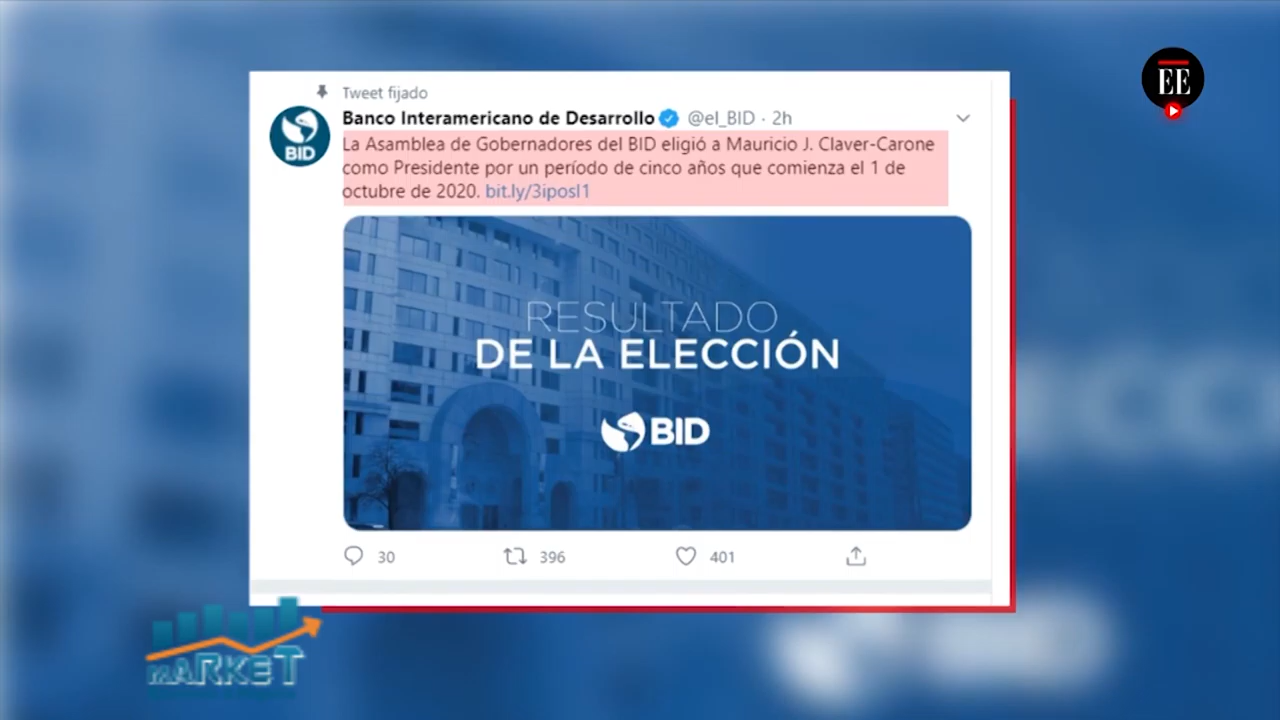 EE
Tweet fijado
Banco Interamericano de Desarrollo @el_BID · 2h
La Asamblea de Gobernadores del BID eligió a Mauricio J. Claver-Carone
como Presidente por un período de cinco años que comienza el 1 de
octubre de 2020. bit.ly/3iposl1
BID
RESULTADO
DE LA ELECCIÓN
BID
30 396 401
MARKET